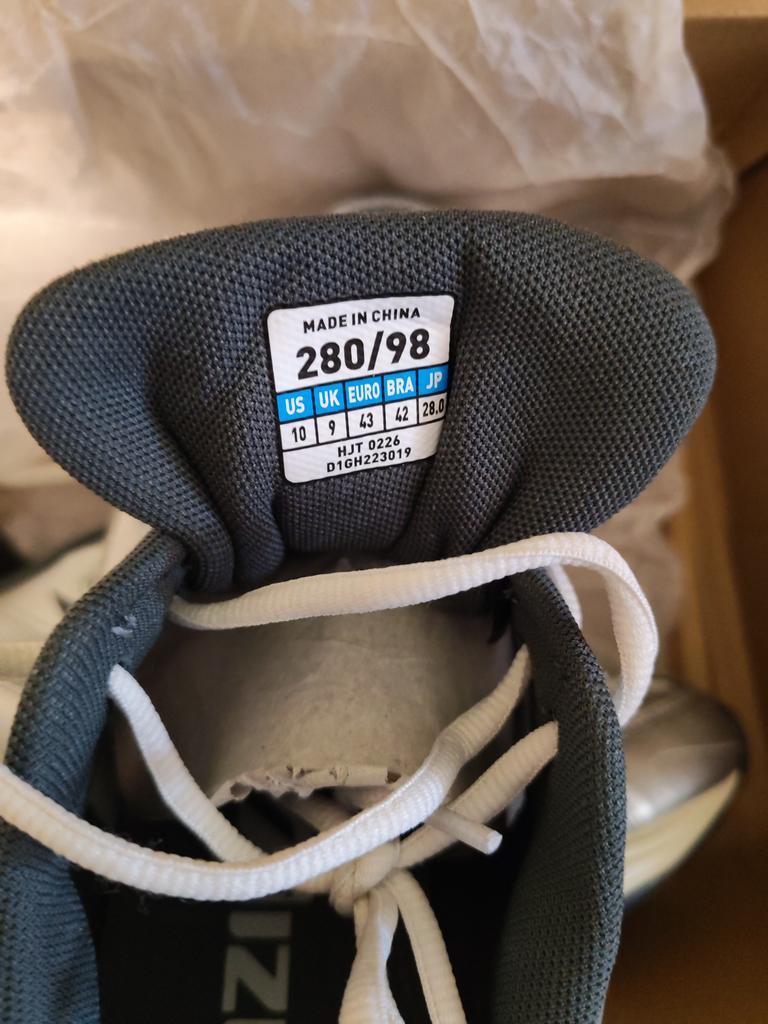 MADE IN CHINA
280/98
US UK EURO BRA JP
10 9 43 42 28.0
HJT 0226
D1GH223019